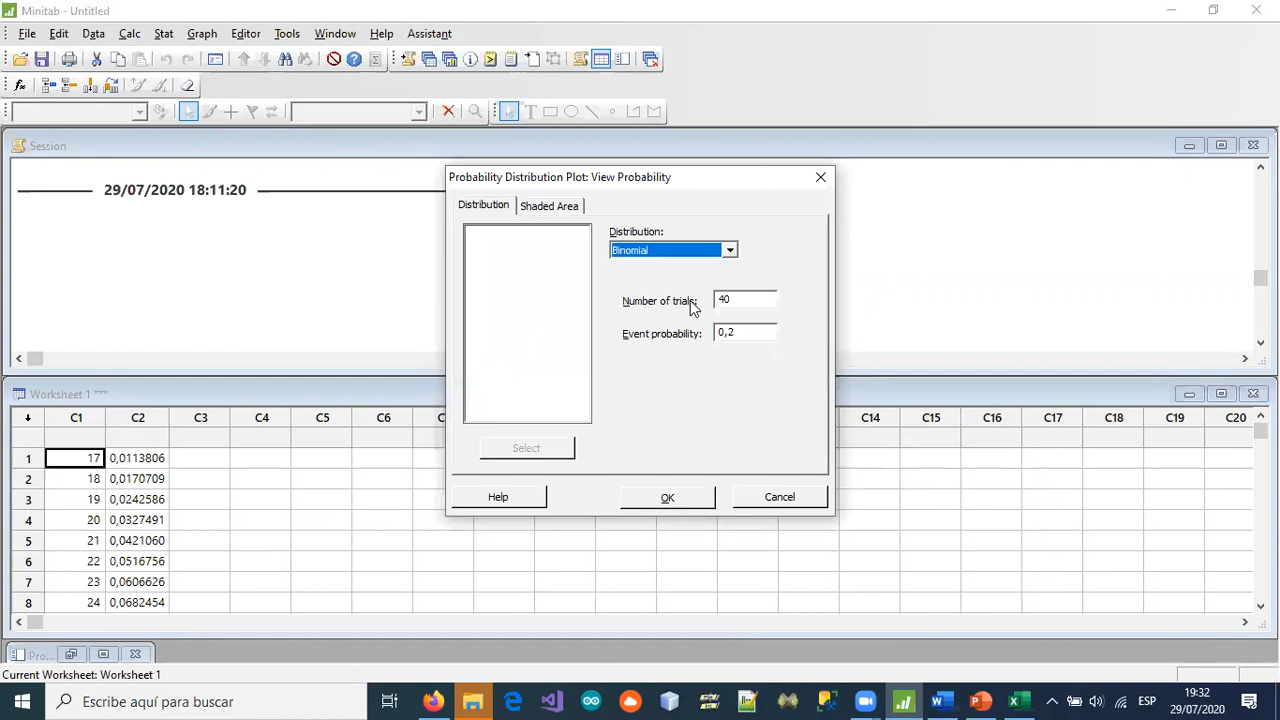 Minitab - Untitled
File Edit Data Calc Stat Graph Editor Tools Window Help Assistant
Session
29/07/2020 18:11:20
Probability Distribution Plot: View Probability
Distribution Shaded Area
Distribution:
Binomial
Number of trials: 40
Event probability: 0,2
Select
Help OK Cancel
Worksheet 1 ***
C1 C2 C3 C4 C5 C6 C14 C15 C16 C17 C18 C19 C20
1 17 0,0113806
2 18 0,0170709
3 19 0,0242586
4 20 0,0327491
5 21 0,0421060
6 22 0,0516756
7 23 0,0606626
8 24 0,0682454
Pro...
Current Worksheet: Worksheet 1
Escribe aquí para buscar
ESP
19:32
29/07/2020